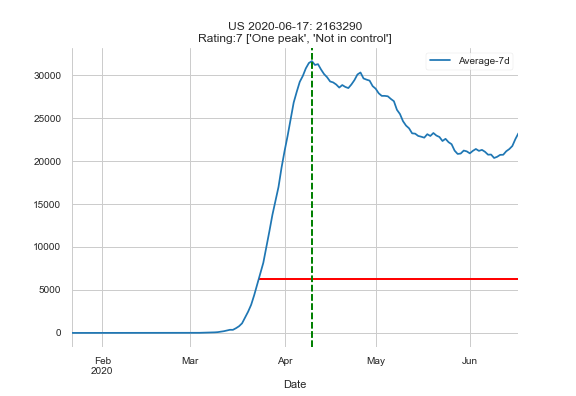 US 2020-06-17: 2163290
Rating:7 ['One peak', 'Not in control']
Average-7d
30000
25000
20000
15000
10000
5000
0
Feb
2020
Mar
Apr
May
Jun
Date